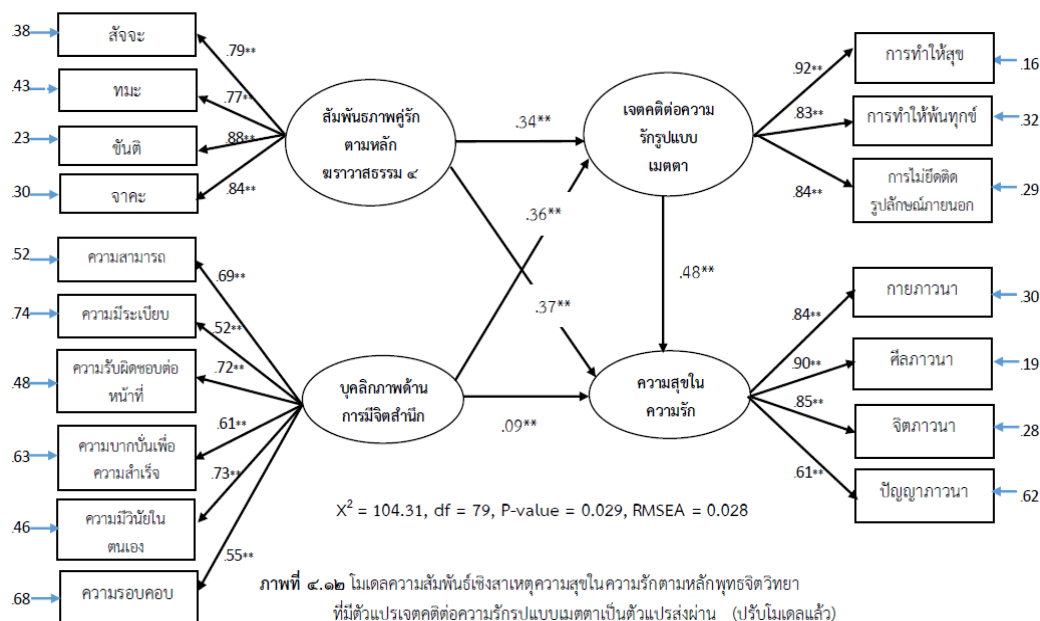 .38
สัจจะ
.79**
.43
ทมะ
.77**
.23
ขันติ
.88**
.30
จาคะ
.84**
สัมพันธภาพคู่รัก
ตามหลัก
ฆราวาสธรรม ๔
.34**
.37**
เจตคติต่อความ
รักรูปแบบ
เมตตา
.92**
การทำให้สุข
.16
.83**
การทำให้พ้นทุกข์
.32
.84**
การไม่ยึดติด
รูปลักษณ์ภายนอก
.29
.48**
.52
ความสามารถ
.69**
.74
ความมีระเบียบ
.52**
.48
ความรับผิดชอบต่อ
หน้าที่
.72**
.63
ความบากบั่นเพื่อ
ความสำเร็จ
.61**
.46
ความมีวินัยใน
ตนเอง
.73**
.68
ความรอบคอบ
.55**
บุคลิกภาพด้าน
การมีจิตสำนึก
.36**
.09**
ความสุขใน
ความรัก
.84**
กายภาวนา
.30
.90**
ศีลภาวนา
.19
.85**
จิตภาวนา
.28
.61**
ปัญญาภาวนา
.62
X² = 104.31, df = 79, P-value = 0.029, RMSEA = 0.028
ภาพที่ ๔.๑๒ โมเดลความสัมพันธ์เชิงสาเหตุความสุขในความรักตามหลักพุทธจิตวิทยา
ที่มีตัวแปรเจตคติต่อความรักรูปแบบเมตตาเป็นตัวแปรส่งผ่าน (ปรับโมเดลแล้ว)